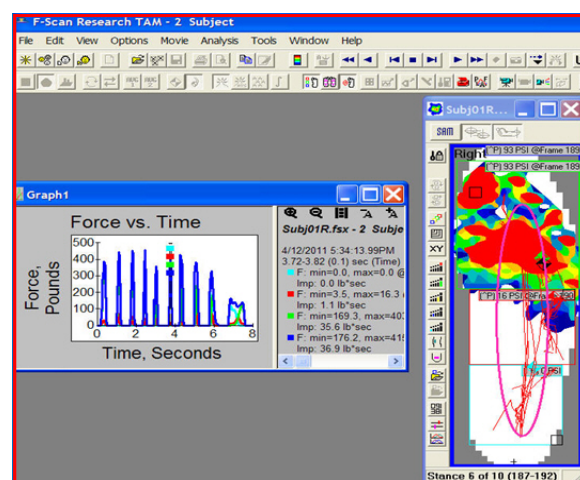 F-Scan Research TAM - 2 Subject
File Edit View Options Movie Analysis Tools Window Help
Subj01R...
SAM
Right
(^P) 93 PSI @Frame 189
(^P) 93 PSI @Frame 189
XY
Graph1
Force vs. Time
Force, Pounds
500
400
300
200
100
0
0 2 4 6 8
Time, Seconds
Subj01R.fsx - 2 Subje
4/12/2011 5:34:13.99PM
3.72-3.82 (0.1) sec (Time)
F: min=0.0, max=0.0 @
Imp: 0.0 lb*sec
F: min=3.5, max=16.3
Imp: 1.1 lb*sec
F: min=169.3, max=403
Imp: 35.6 lb*sec
F: min=176.2, max=415
Imp: 36.9 lb*sec
(^P) 16 PSI @Fra
PSI
Stance 6 of 10 (187-192)